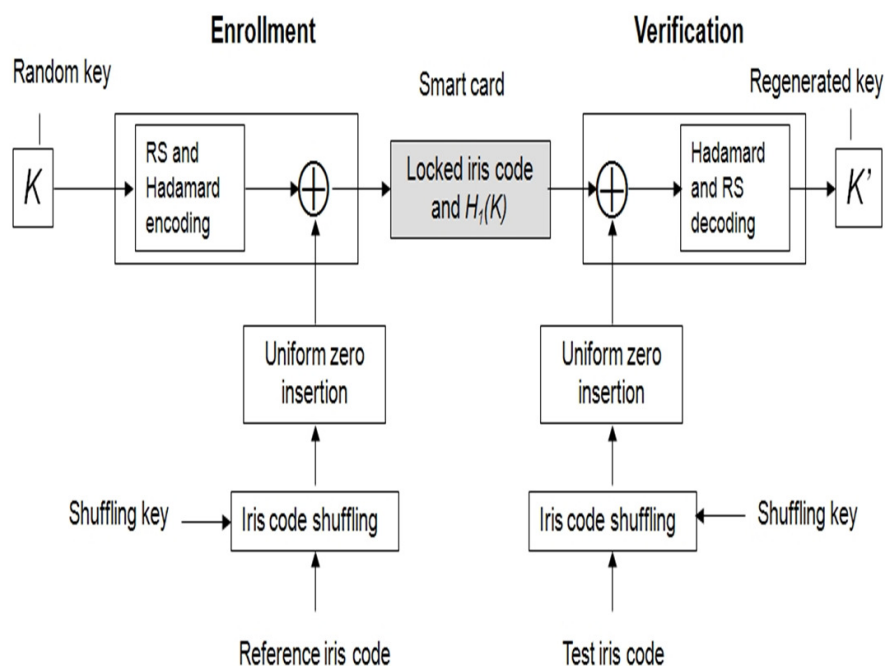 Enrollment
Verification
Random key
Smart card
Regenerated key
K
RS and
Hadamard
encoding
Locked iris code
and H₁(K)
Hadamard
and RS
decoding
K’
Uniform zero
insertion
Uniform zero
insertion
Shuffling key
Iris code shuffling
Iris code shuffling
Shuffling key
Reference iris code
Test iris code